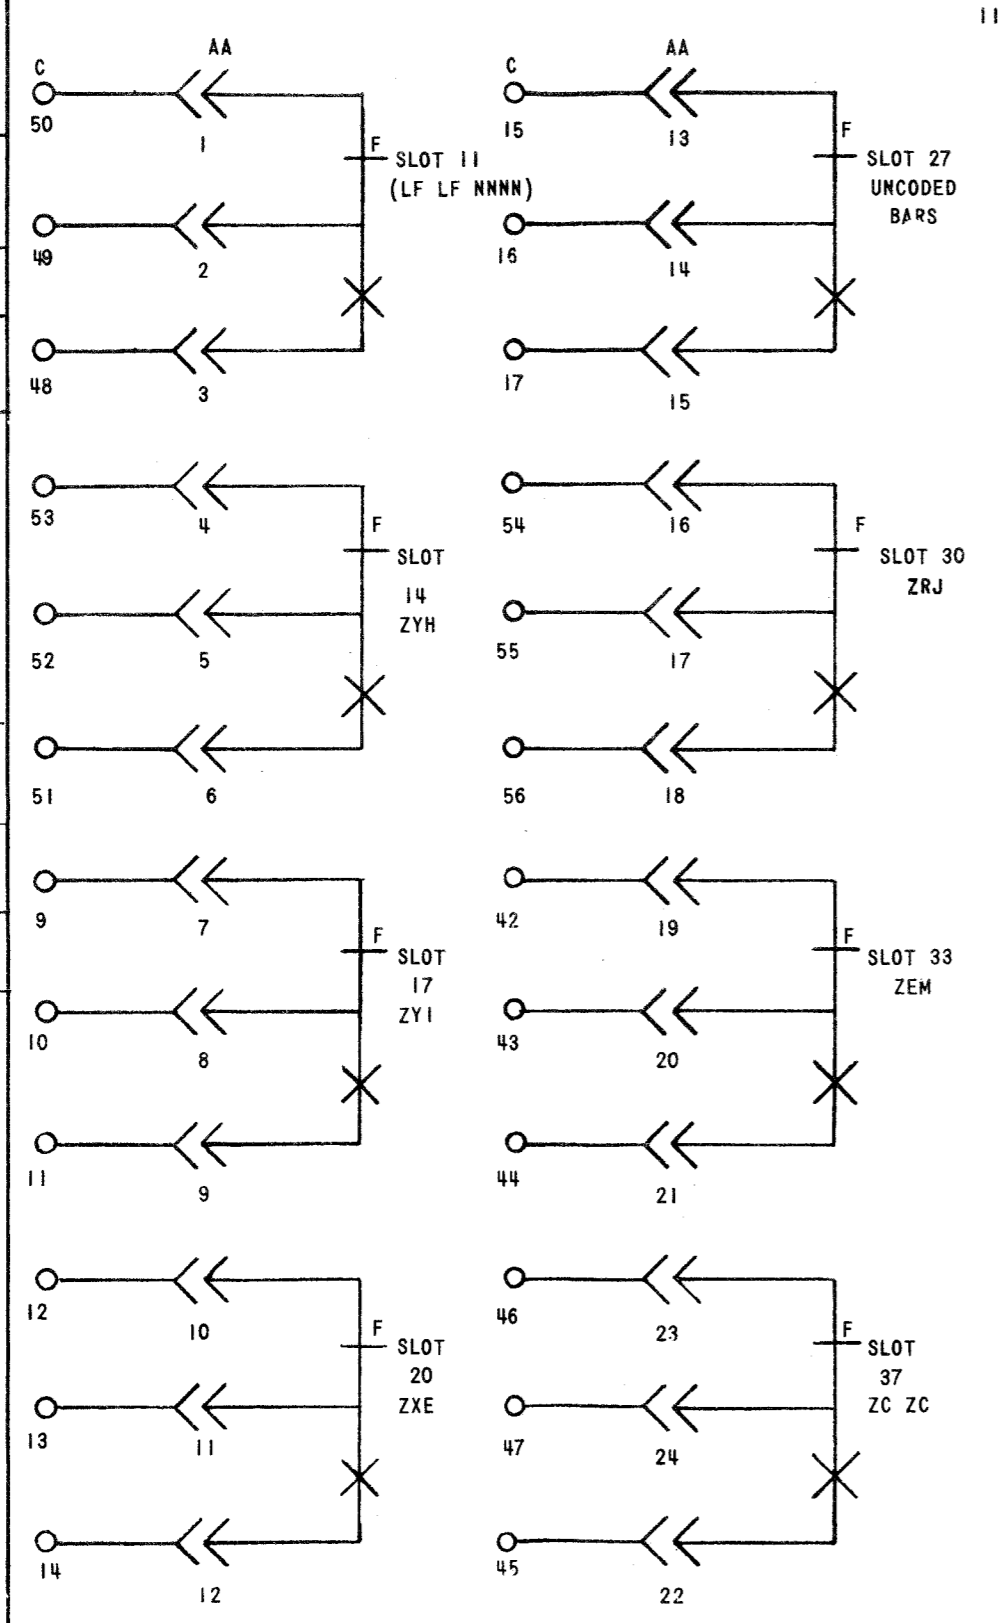 11
AA
C
50
1
F
SLOT 11
(LF LF NNNN)
49
2
48
3
53
4
F
SLOT
14
ZYH
52
5
51
6
9
7
F
SLOT
17
ZYI
10
8
11
9
12
10
F
SLOT
20
ZXE
13
11
14
12
AA
C
15
13
F
SLOT 27
UNCODED
BARS
16
14
17
15
54
16
F
SLOT 30
ZRJ
55
17
56
18
42
19
F
SLOT 33
ZEM
43
20
44
21
46
23
F
SLOT
37
ZC ZC
47
24
45
22